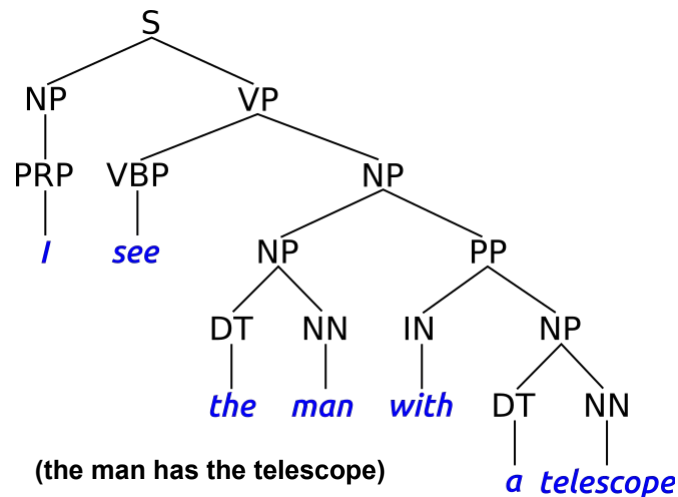 S
NP VP
PRP VBP NP
I see NP PP
DT NN IN NP
the man with DT NN
(the man has the telescope) a telescope